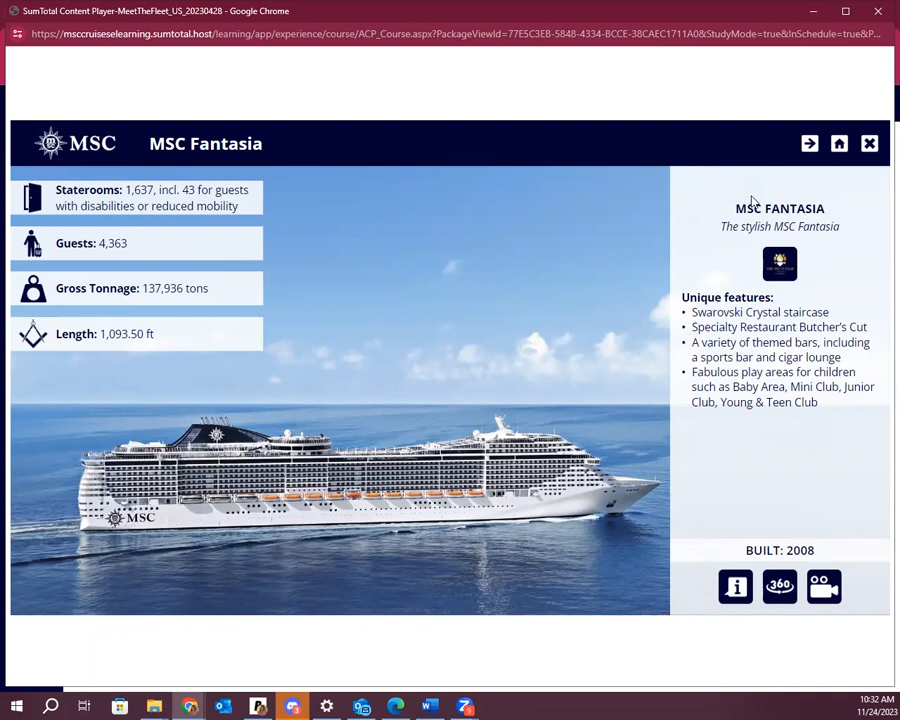 SumTotal Content Player-MeetTheFleet_US_20230428 - Google Chrome
https://msccruiseselearning.sumtotal.host/learning/app/experience/course/ACP_Course.aspx?PackageViewId=77E5C3EB-5848-4334-BCCE-38CAEC1711A0&StudyMode=true&InSchedule=true&P...
MSC
MSC Fantasia
Staterooms: 1,637, incl. 43 for guests
with disabilities or reduced mobility
Guests: 4,363
Gross Tonnage: 137,936 tons
Length: 1,093.50 ft
MSC
MSC FANTASIA
The stylish MSC Fantasia
Unique features:
• Swarovski Crystal staircase
• Specialty Restaurant Butcher's Cut
• A variety of themed bars, including
a sports bar and cigar lounge
• Fabulous play areas for children
such as Baby Area, Mini Club, Junior
Club, Young & Teen Club
BUILT: 2008
360
10:32 AM
11/24/2023